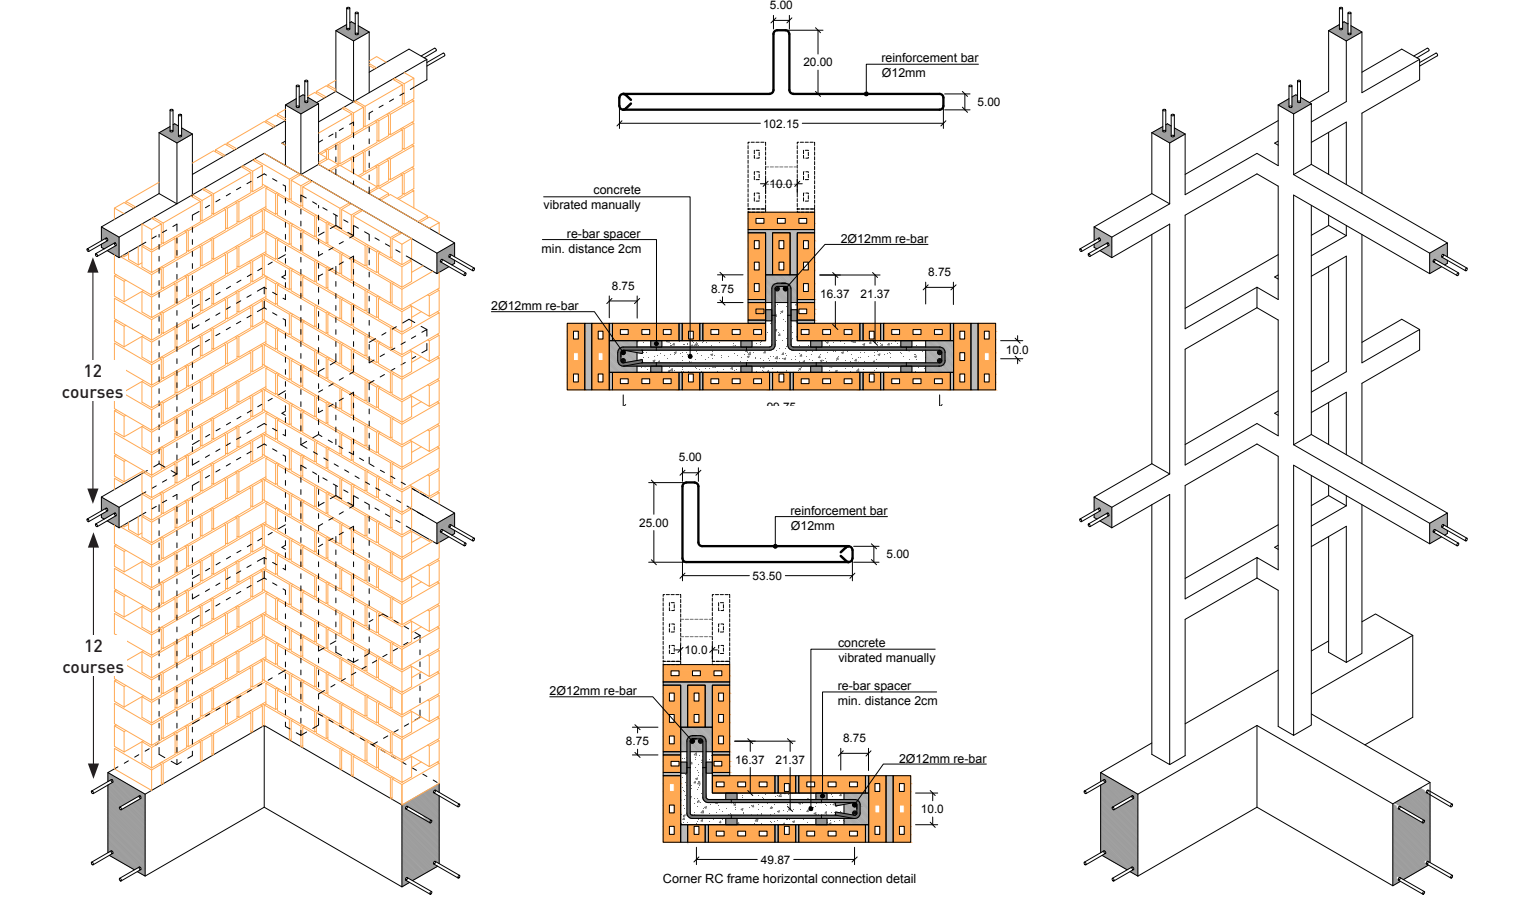 12
courses
12
courses
5.00
20.00
reinforcement bar
Ø12mm
5.00
102.15
concrete
vibrated manually
10.0
re-bar spacer
min. distance 2cm
2Ø12mm re-bar
8.75
8.75
8.75
16.37
21.37
2Ø12mm re-bar
10.0
5.00
25.00
reinforcement bar
Ø12mm
5.00
53.50
10.0
concrete
vibrated manually
re-bar spacer
min. distance 2cm
2Ø12mm re-bar
8.75
8.75
16.37
21.37
2Ø12mm re-bar
10.0
49.87
Corner RC frame horizontal connection detail